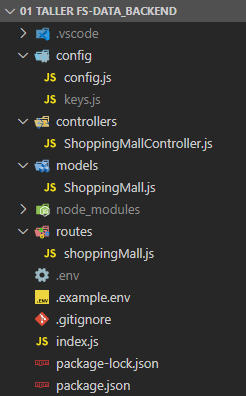 01 TALLER FS-DATA_BACKEND
.vscode
config
JS config.js
JS keys.js
controllers
JS ShoppingMallController.js
models
JS ShoppingMall.js
node_modules
routes
JS shoppingMall.js
.env
.ENV .example.env
.gitignore
JS index.js
package-lock.json
package.json